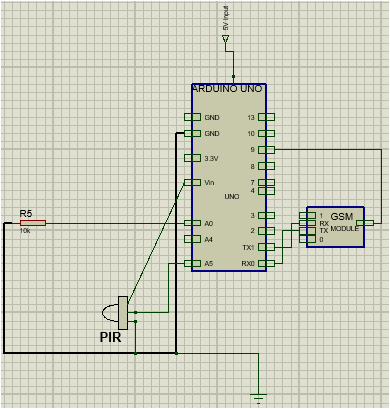 5V Input
ARDUINO UNO
GND
13
GND
10
9
3.3V
8
Vin
7
4
UNO
R5
10k
A0
3
A4
2
TX1
A5
RX0
1
RX
TX
0
GSM
MODULE
PIR